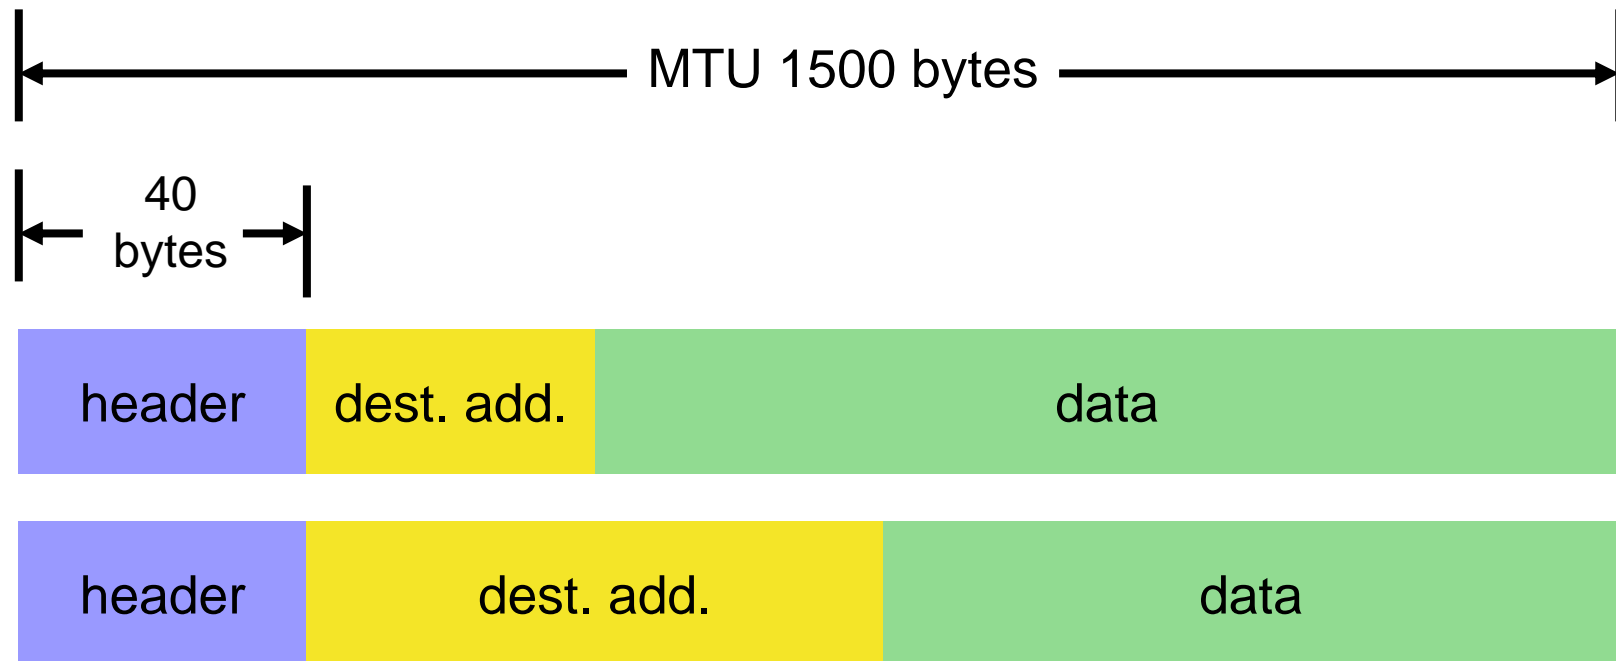 MTU 1500 bytes
40
bytes
header dest. add. data
header dest. add. data